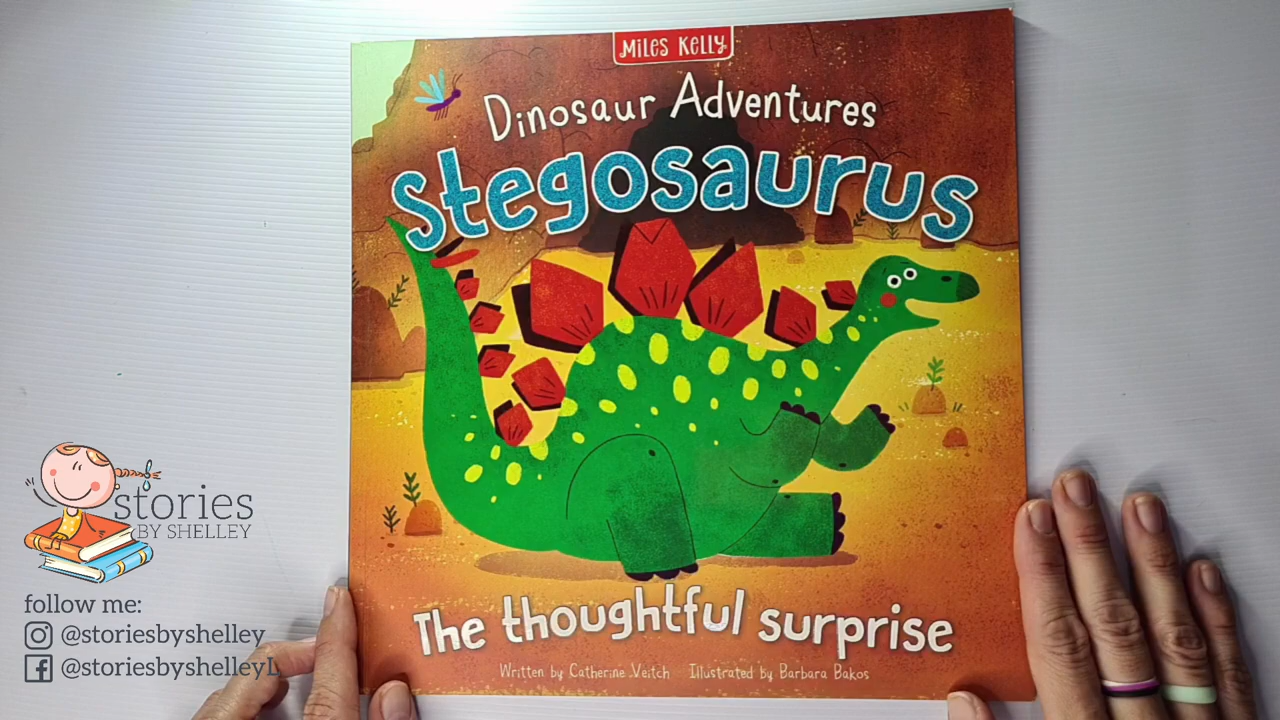 Miles Kelly
Dinosaur Adventures
Stegosaurus
The thoughtful surprise
Written by Catherine Veitch Illustrated by Barbara Bakos
stories
BY SHELLEY
follow me:
@storiesbyshelley
@storiesbyshelleyL